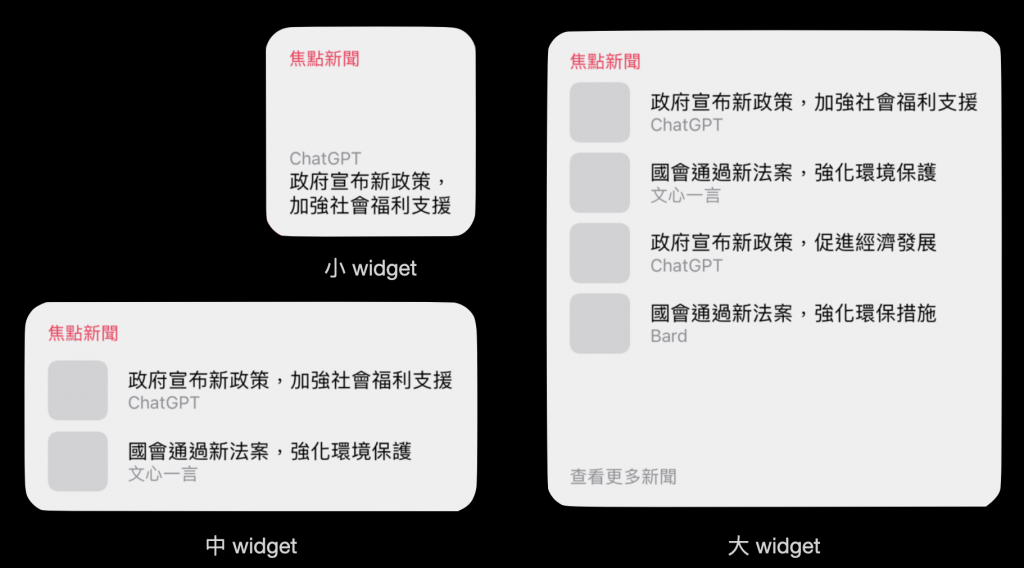 焦點新聞
ChatGPT
政府宣布新政策，
加強社會福利支援
小 widget
焦點新聞
政府宣布新政策，加強社會福利支援
ChatGPT
國會通過新法案，強化環境保護
文心一言
中 widget
焦點新聞
政府宣布新政策，加強社會福利支援
ChatGPT
國會通過新法案，強化環境保護
文心一言
政府宣布新政策，促進經濟發展
ChatGPT
國會通過新法案，強化環保措施
Bard
查看更多新聞
大 widget